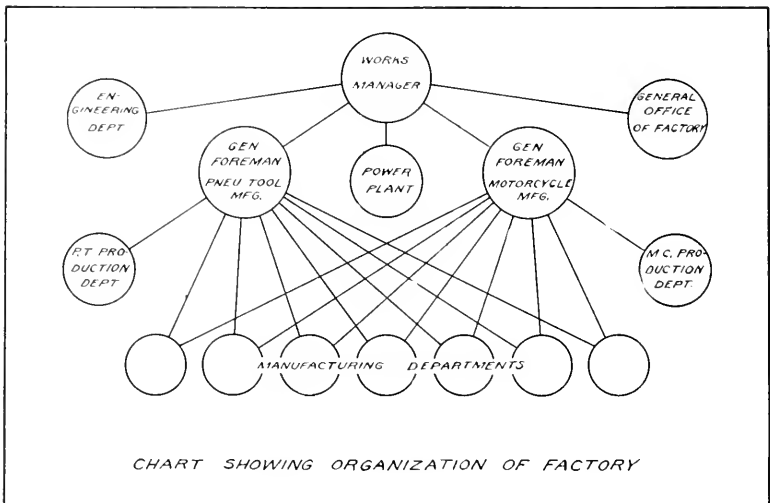 WORKS
MANAGER
EN-
GINEERING
DEPT
GENERAL
OFFICE
OF FACTORY
GEN
FOREMAN
PNEU TOOL
MFG.
POWER
PLANT
GEN
FOREMAN
MOTORCYCLE
MFG.
P.T PRO-
DUCTION
DEPT
M.C. PRO-
DUCTION
DEPT.
MANUFACTURING DEPARTMENTS
CHART SHOWING ORGANIZATION OF FACTORY